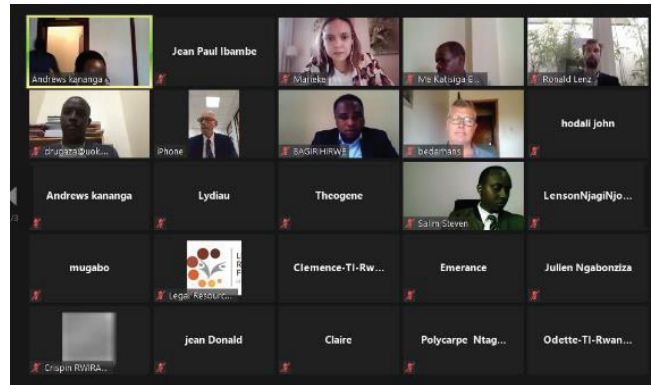 Andrews kananga
Jean Paul Ibambe
Marieke
Me Katisiga E...
Ronald Lenz
drugaza@uok....
iPhone
BAGIRIHIRWE
bedamans
hodali john
Andrews kananga
Lydiau
Theogene
Salim Steven
LensonNjagiNjo...
mugabo
Legal Resourc...
Clemence-TI-Rw...
Emerance
Julien Ngabonziza
Crispin RWIRA...
jean Donald
Claire
Polycarpe Ntag...
Odette-TI-Rwan...